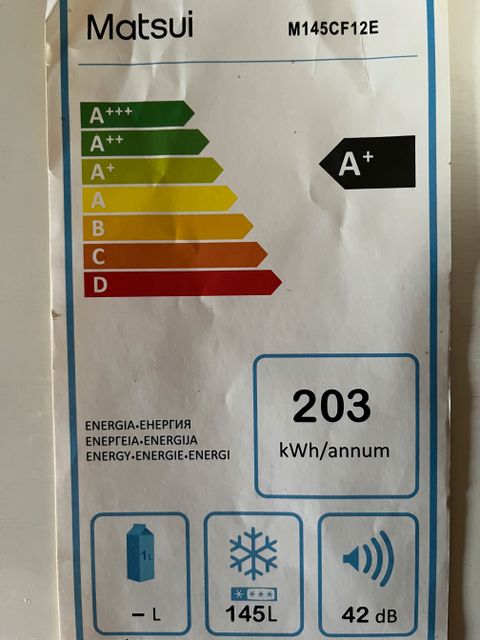 Matsui M145CF12E
A+++
A++
A+
A
B
C
D
A+
203
kWh/annum
ENERGIA•ЕНЕРГИЯ
ΕΝΕΡΓΕΙΑ•ENERGIJA
ENERGY•ENERGIE•ENERGI
1L
– L
****
145L
42 dB